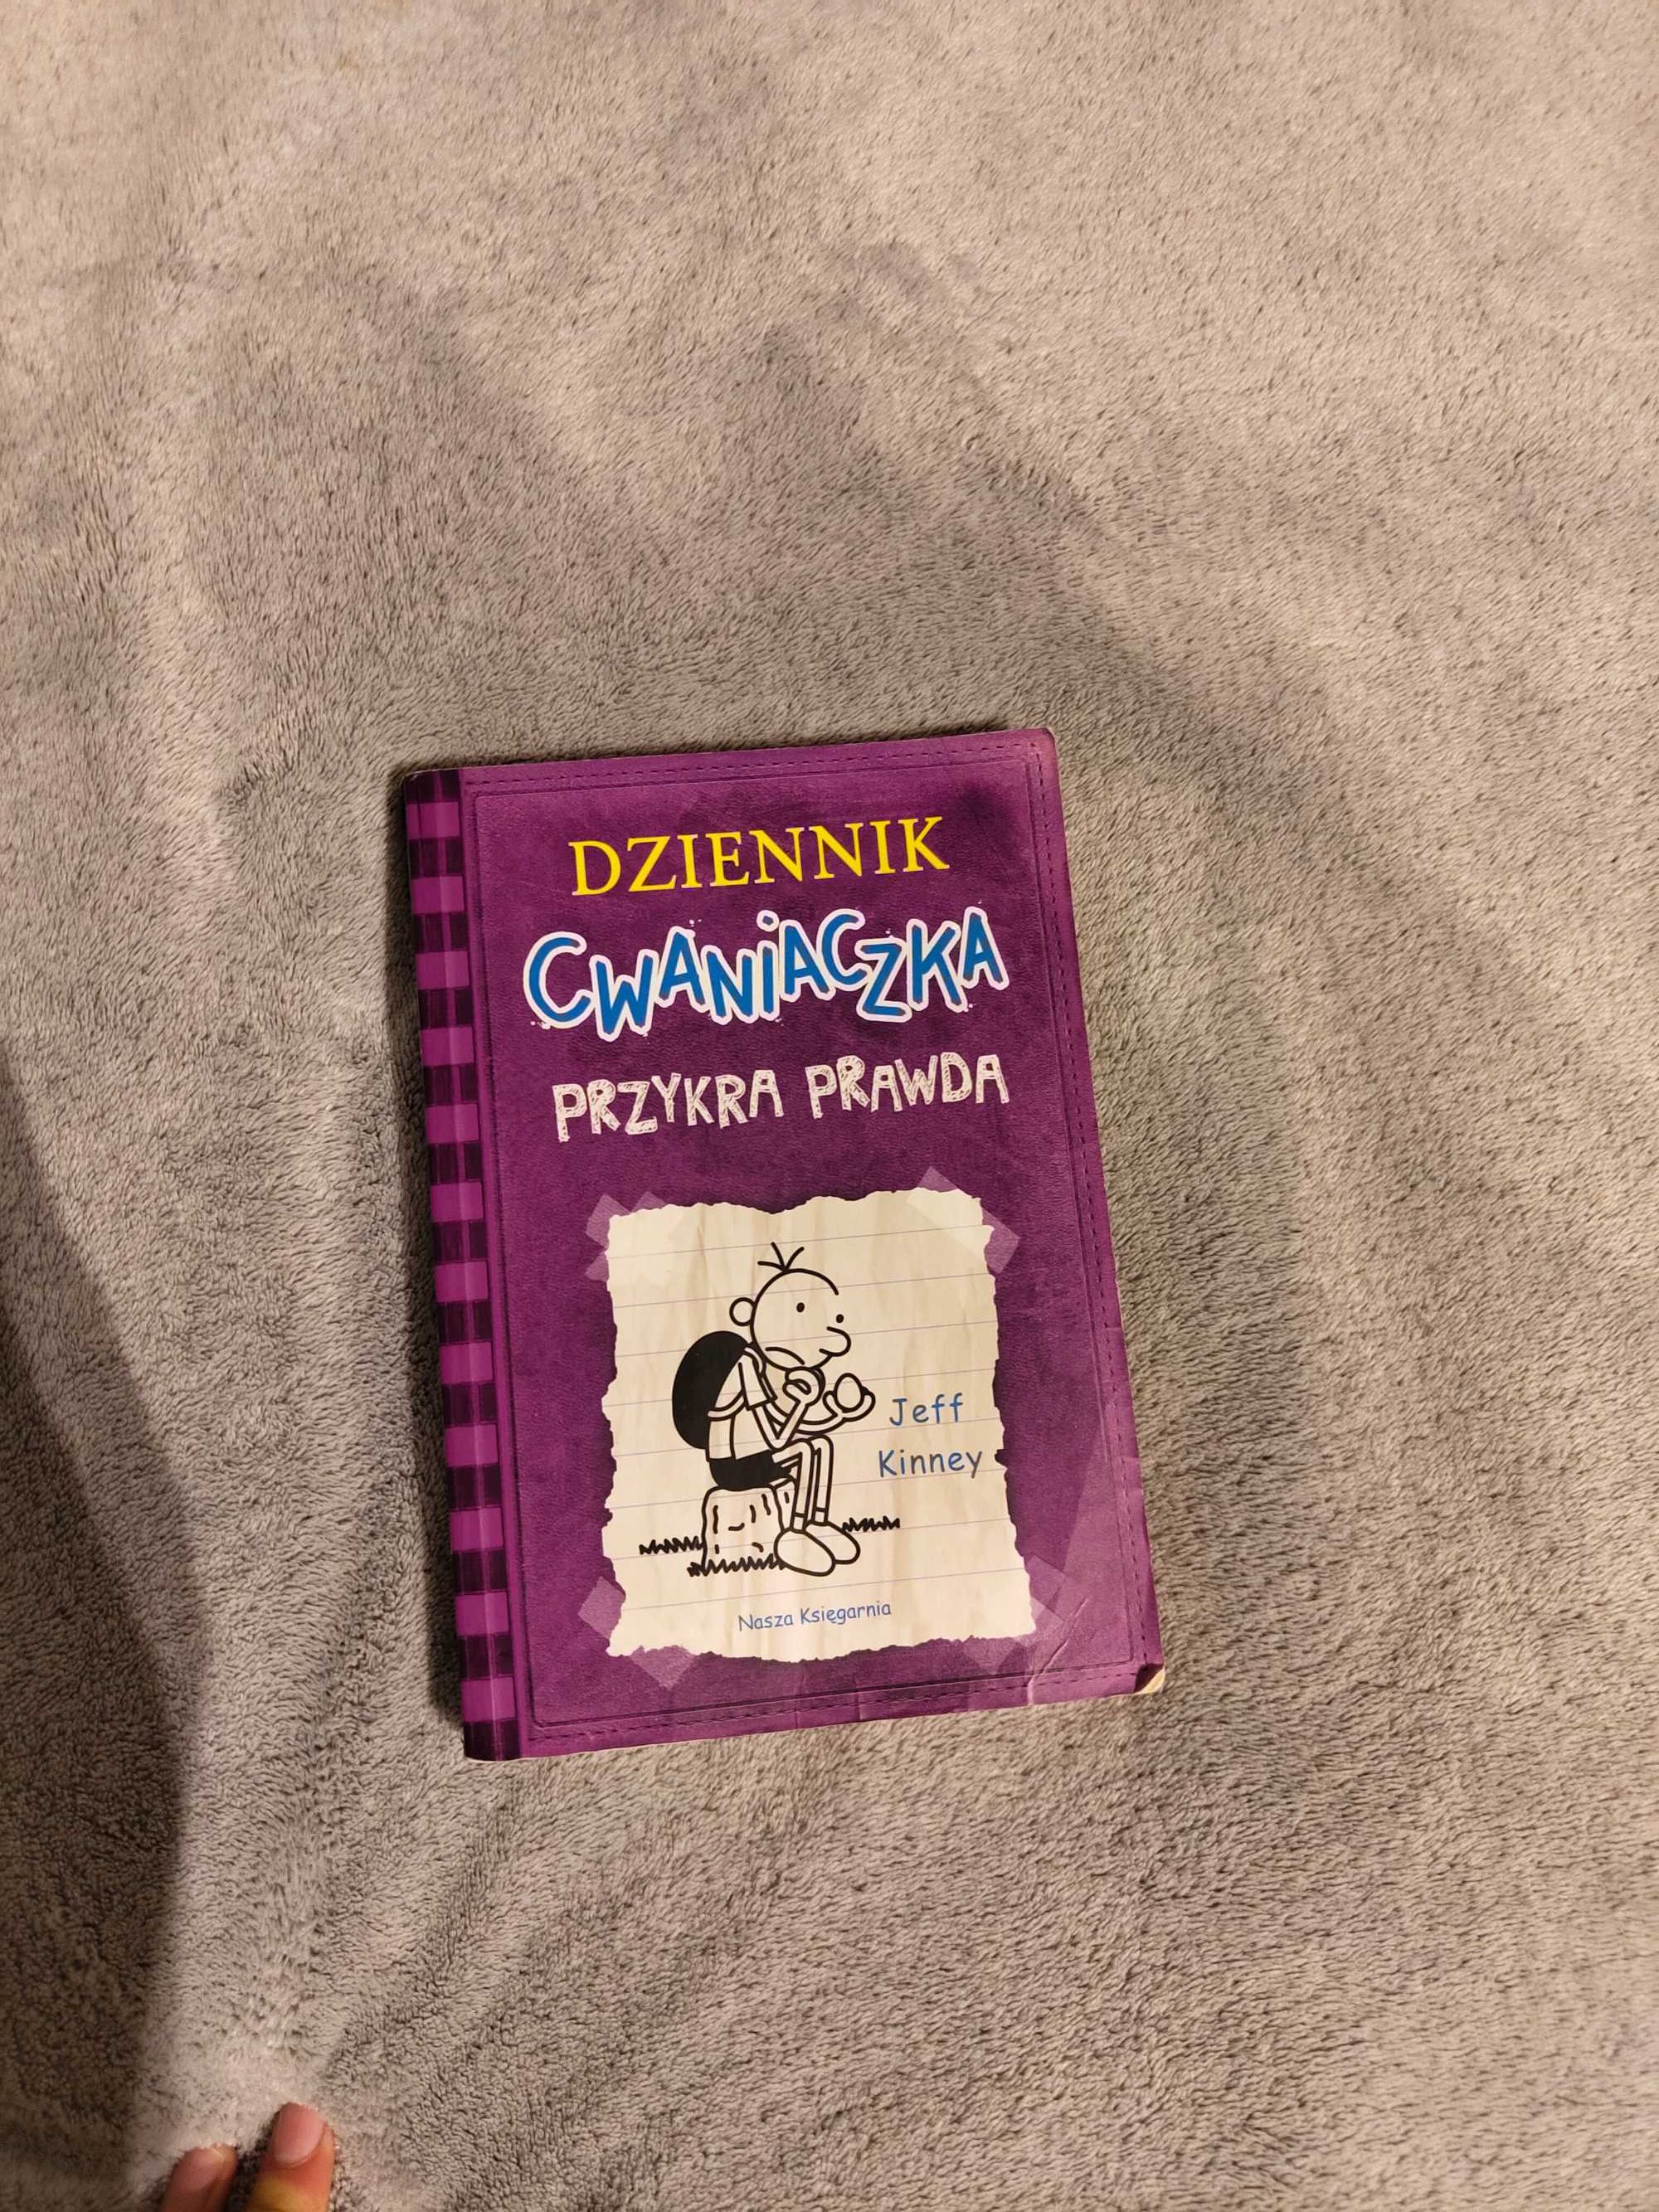 DZIENNIK
CWANiACZKA
PRZYKRA PRAWDA
Jeff
Kinney
Nasza Księgarnia